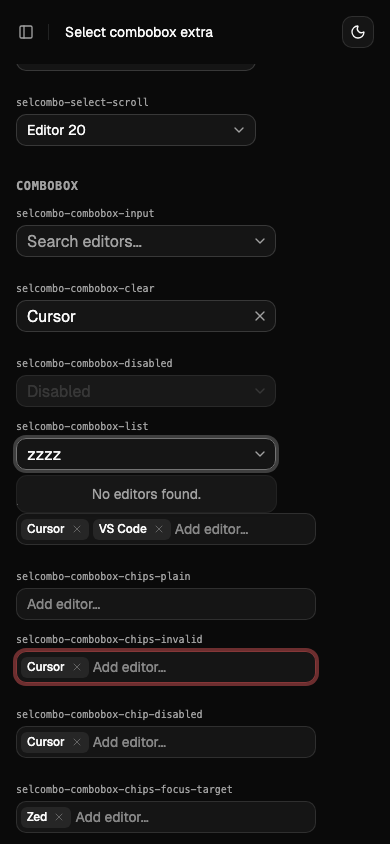 Select combobox extra
selcombo-select-scroll
Editor 20
COMBOBOX
selcombo-combobox-input
Search editors...
selcombo-combobox-clear
Cursor
selcombo-combobox-disabled
Disabled
selcombo-combobox-list
zzzz
No editors found.
Cursor VS Code Add editor...
selcombo-combobox-chips-plain
Add editor...
selcombo-combobox-chips-invalid
Cursor Add editor...
selcombo-combobox-chip-disabled
Cursor Add editor...
selcombo-combobox-chips-focus-target
Zed Add editor...